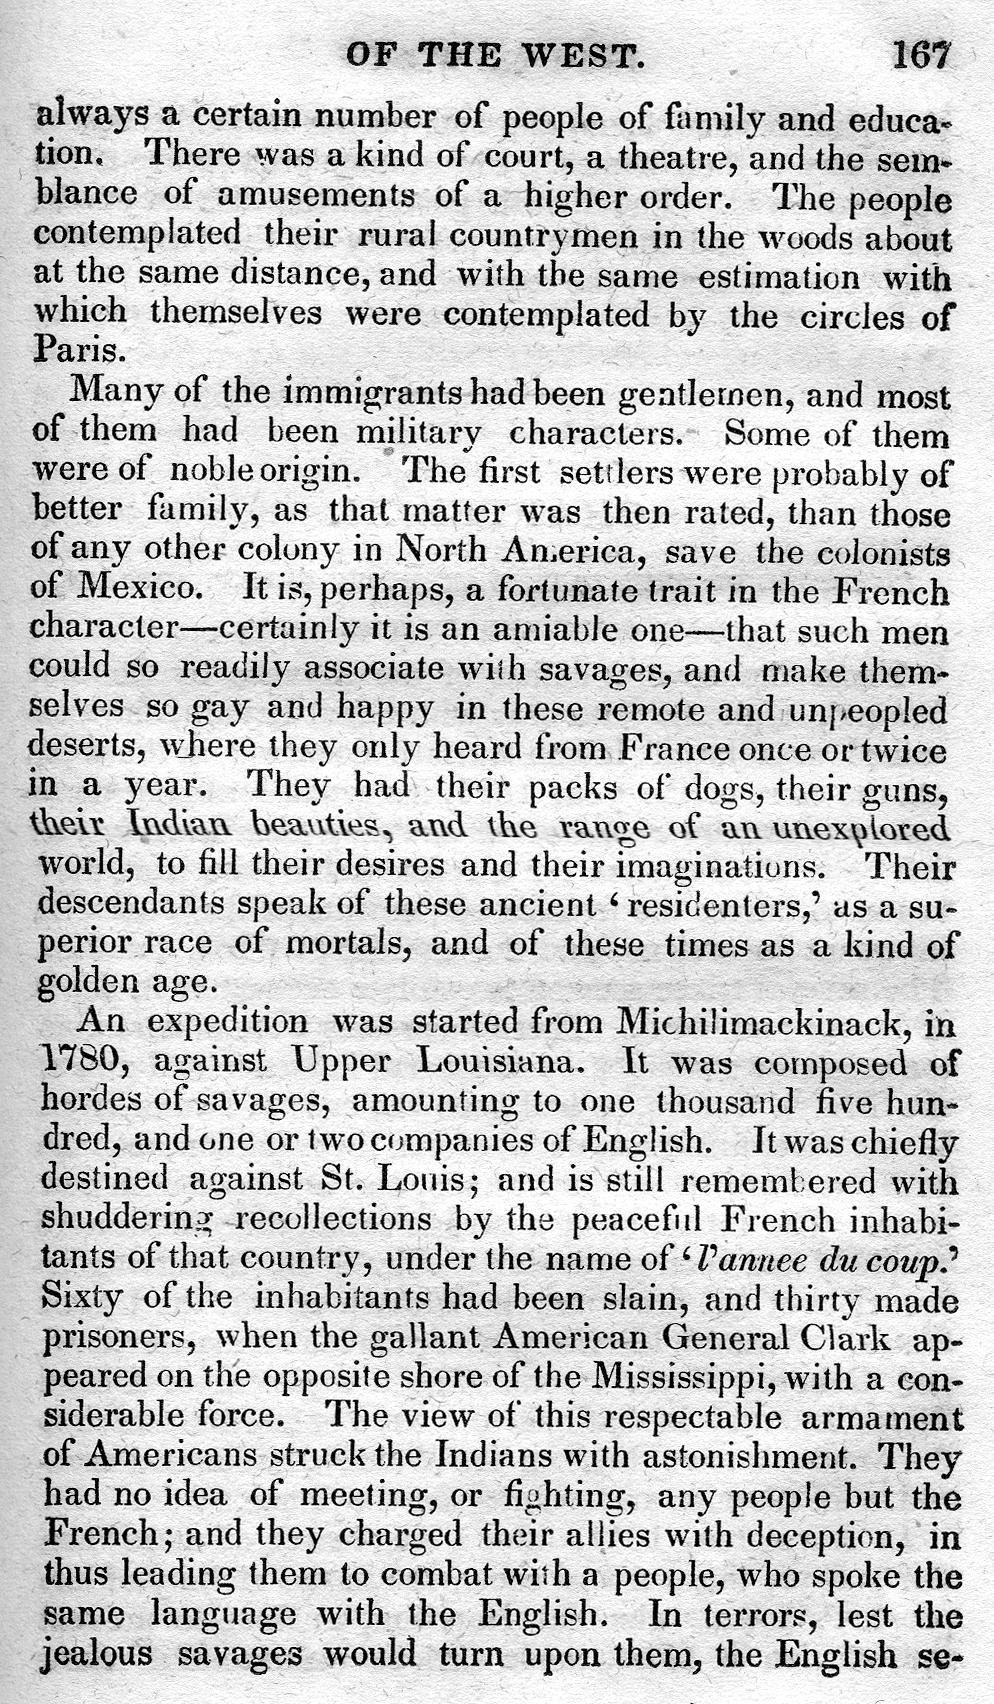 OF THE WEST. 167
always a certain number of people of family and educa-
tion. There was a kind of court, a theatre, and the sem-
blance of amusements of a higher order. The people
contemplated their rural countrymen in the woods about
at the same distance, and with the same estimation with
which themselves were contemplated by the circles of
Paris.
Many of the immigrants had been gentlemen, and most
of them had been military characters. Some of them
were of noble origin. The first settlers were probably of
better family, as that matter was then rated, than those
of any other colony in North America, save the colonists
of Mexico. It is, perhaps, a fortunate trait in the French
character—certainly it is an amiable one—that such men
could so readily associate with savages, and make them-
selves so gay and happy in these remote and unpeopled
deserts, where they only heard from France once or twice
in a year. They had their packs of dogs, their guns,
their Indian beauties, and the range of an unexplored
world, to fill their desires and their imaginations. Their
descendants speak of these ancient ‘residenters,’ as a su-
perior race of mortals, and of these times as a kind of
golden age.
An expedition was started from Michilimackinack, in
1780, against Upper Louisiana. It was composed of
hordes of savages, amounting to one thousand five hun-
dred, and one or two companies of English. It was chiefly
destined against St. Louis; and is still remembered with
shuddering recollections by the peaceful French inhabi-
tants of that country, under the name of ‘l'annee du coup.’
Sixty of the inhabitants had been slain, and thirty made
prisoners, when the gallant American General Clark ap-
peared on the opposite shore of the Mississippi, with a con-
siderable force. The view of this respectable armament
of Americans struck the Indians with astonishment. They
had no idea of meeting, or fighting, any people but the
French; and they charged their allies with deception, in
thus leading them to combat with a people, who spoke the
same language with the English. In terrors, lest the
jealous savages would turn upon them, the English se-